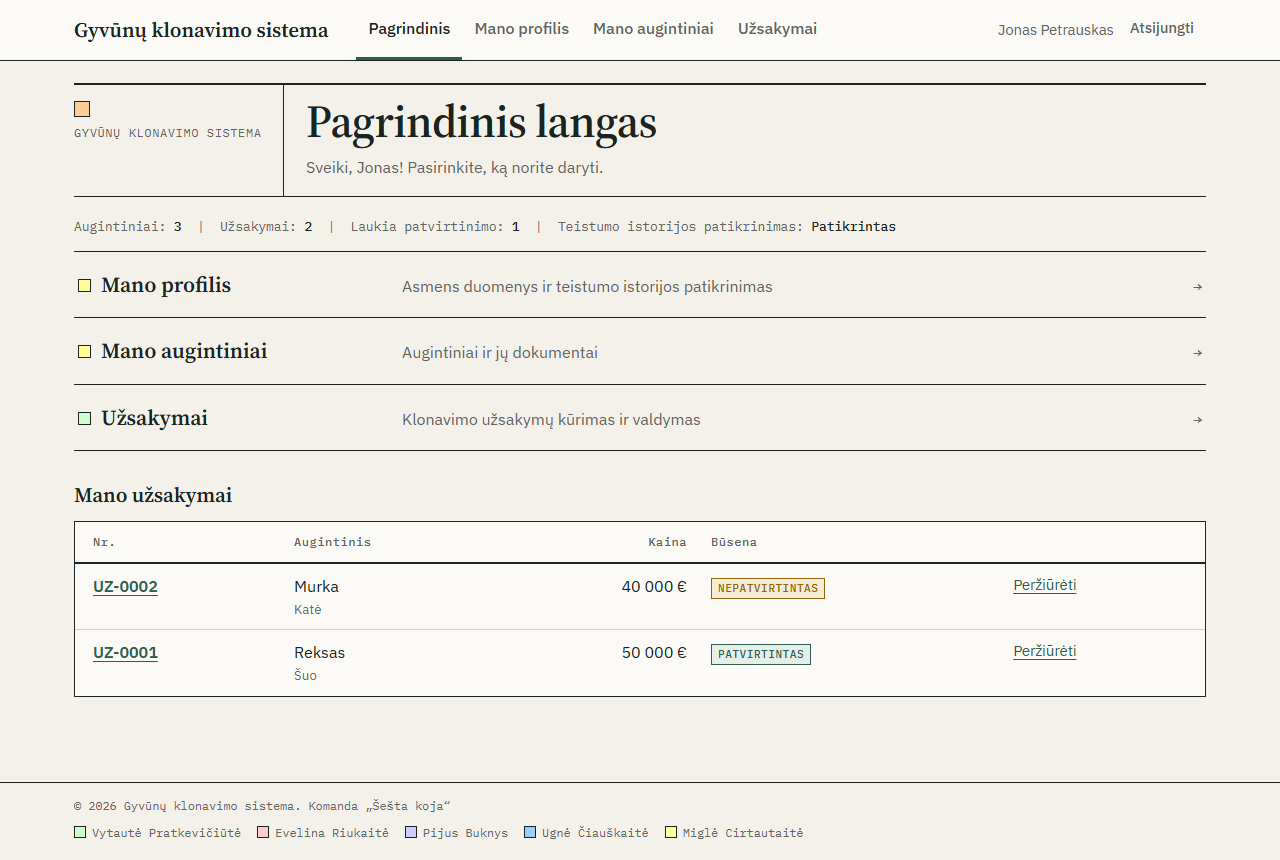 Gyvūnų klonavimo sistema Pagrindinis Mano profilis Mano augintiniai Užsakymai Jonas Petrauskas Atsijungti
GYVŪNŲ KLONAVIMO SISTEMA
Pagrindinis langas
Sveiki, Jonas! Pasirinkite, ką norite daryti.
Augintiniai: 3 | Užsakymai: 2 | Laukia patvirtinimo: 1 | Teistumo istorijos patikrinimas: Patikrintas
Mano profilis Asmens duomenys ir teistumo istorijos patikrinimas →
Mano augintiniai Augintiniai ir jų dokumentai →
Užsakymai Klonavimo užsakymų kūrimas ir valdymas →
Mano užsakymai
Nr. Augintinis Kaina Būsena
UZ-0002 Murka 40 000 € NEPATVIRTINTAS Peržiūrėti
Katė
UZ-0001 Reksas 50 000 € PATVIRTINTAS Peržiūrėti
Šuo
© 2026 Gyvūnų klonavimo sistema. Komanda „Šešta koja“
Vytautė Pratkevičiūtė Evelina Riukaitė Pijus Buknys Ugnė Čiauškaitė Miglė Cirtautaitė